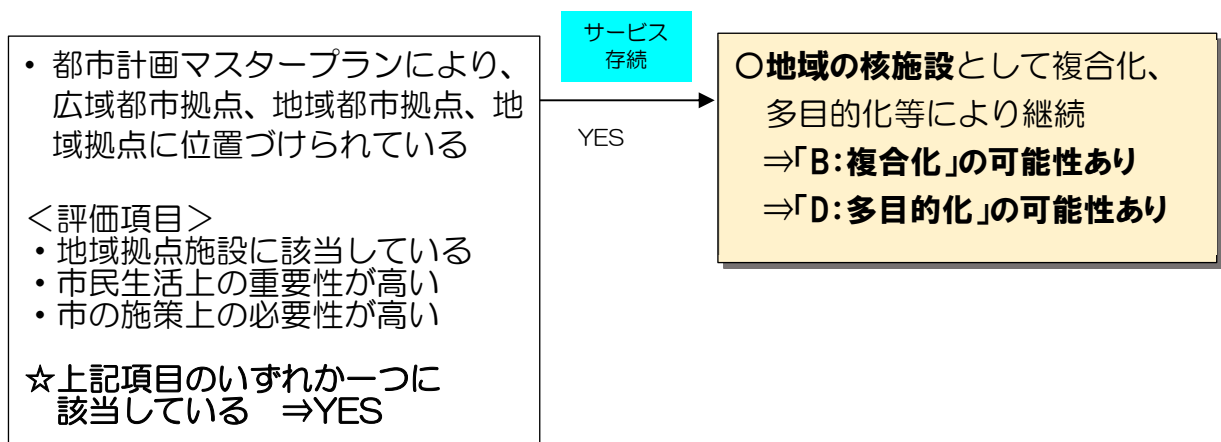 ・都市計画マスタープランにより、
広域都市拠点、地域都市拠点、地
域拠点に位置づけられている
＜評価項目＞
・地域拠点施設に該当している
・市民生活上の重要性が高い
・市の施策上の必要性が高い
☆上記項目のいずれか一つに
該当している ⇒YES
サービス
存続
YES
〇地域の核施設として複合化、
多目的化等により継続
⇒「B:複合化」の可能性あり
⇒「D:多目的化」の可能性あり